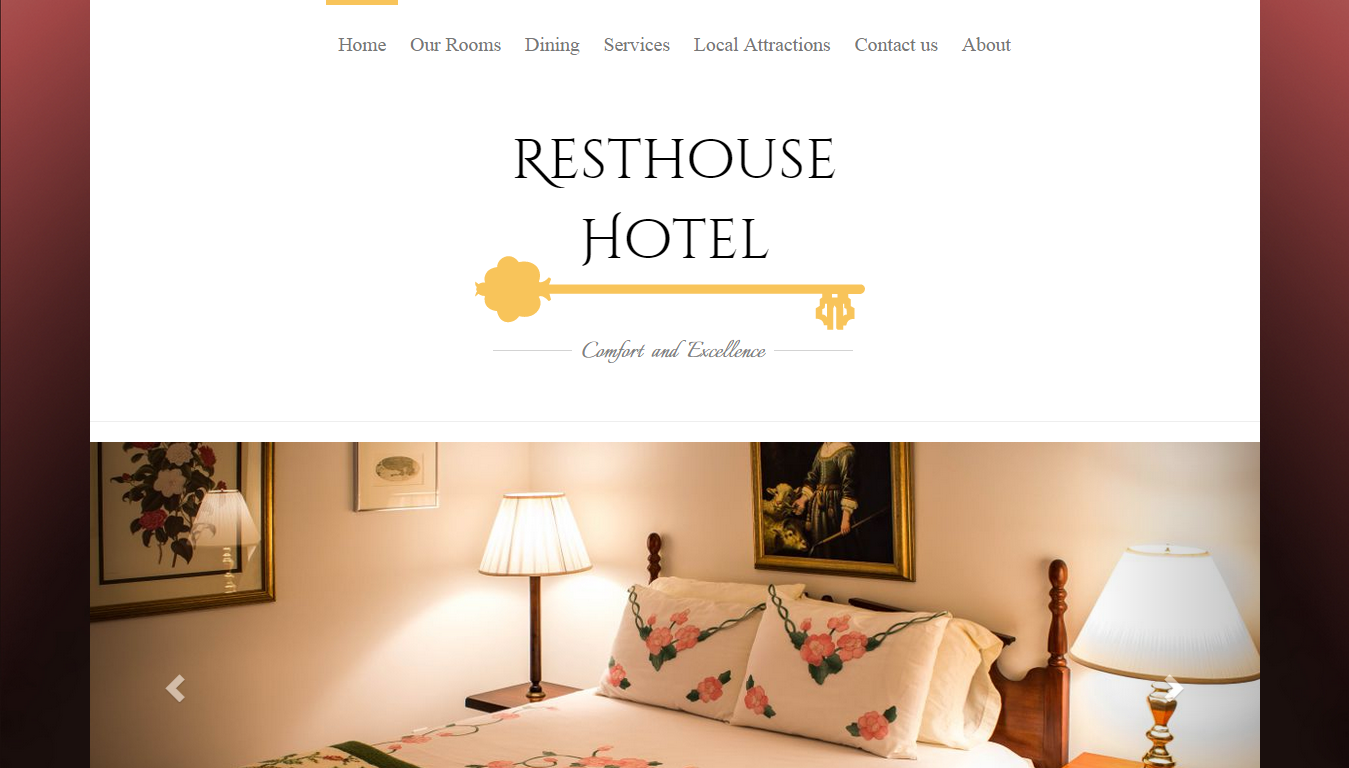 Home Our Rooms Dining Services Local Attractions Contact us About
Resthouse
Hotel
Comfort and Excellence